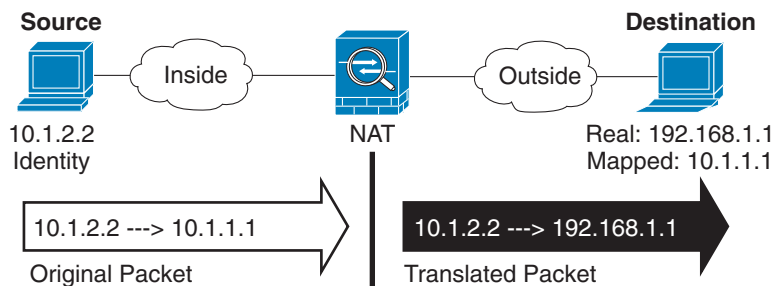 Source
Destination
Inside
Outside
10.1.2.2
Identity
NAT
Real: 192.168.1.1
Mapped: 10.1.1.1
10.1.2.2 ---> 10.1.1.1
10.1.2.2 ---> 192.168.1.1
Original Packet
Translated Packet